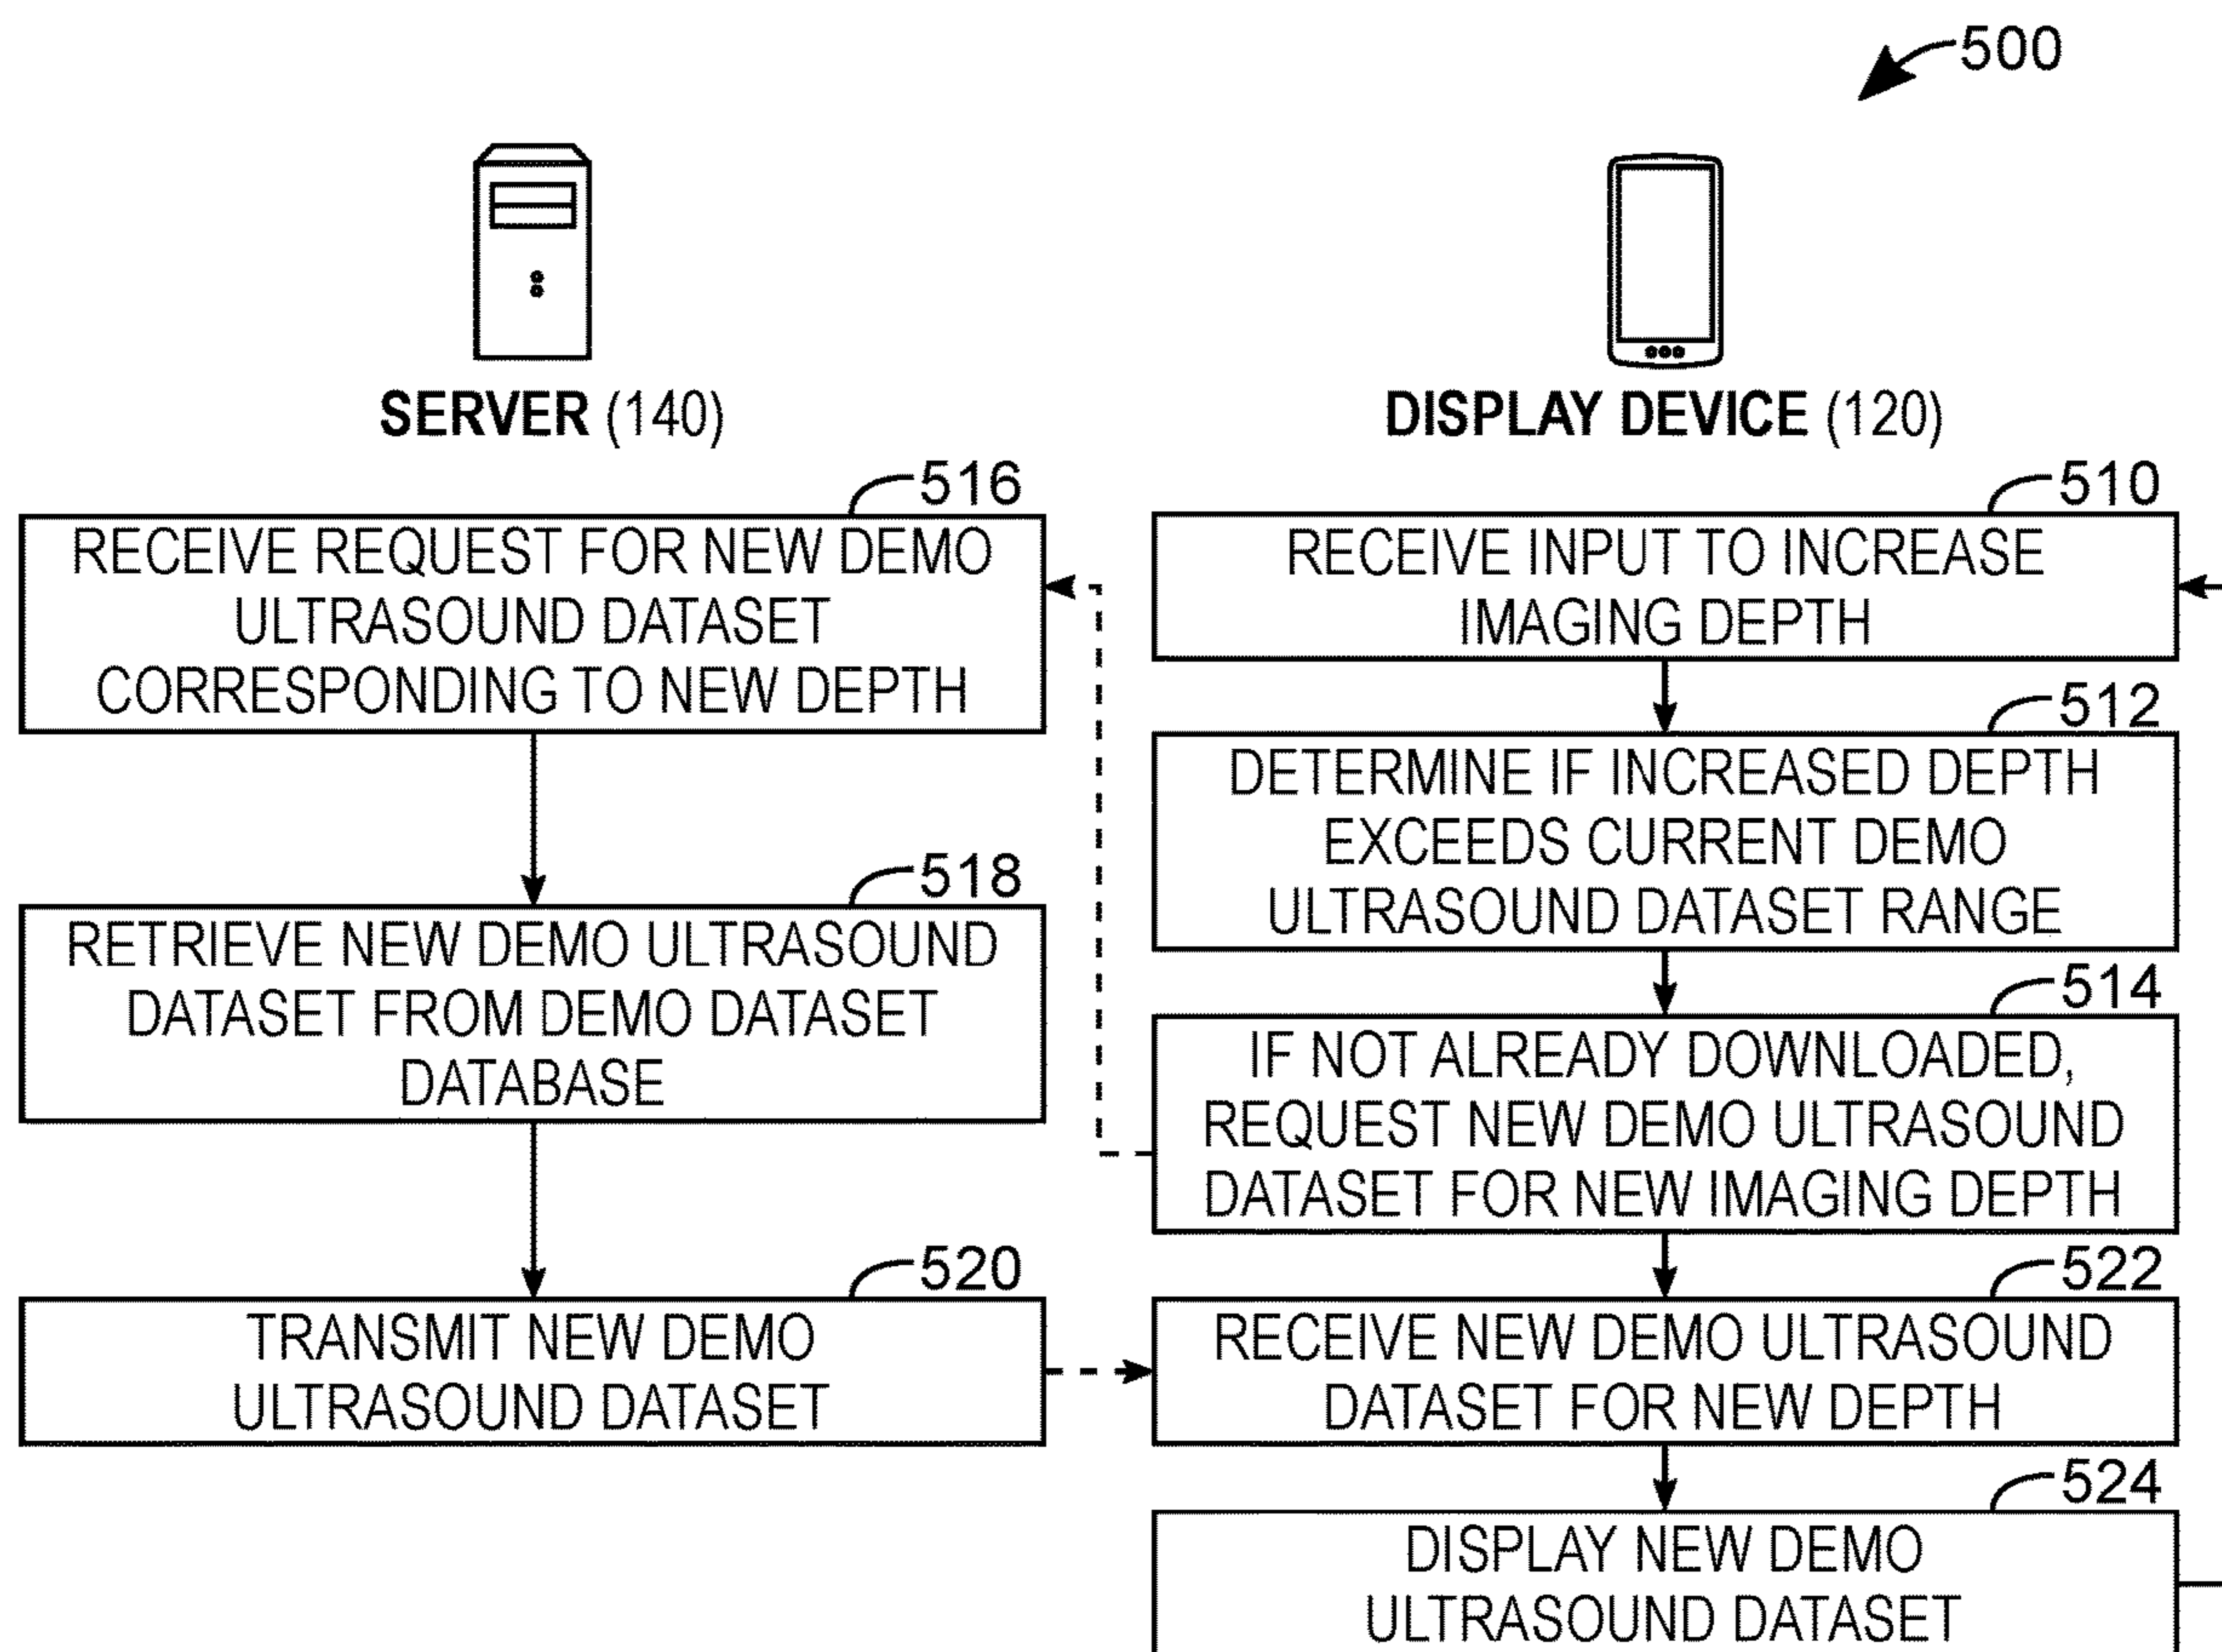 500
SERVER (140)
516
RECEIVE REQUEST FOR NEW DEMO
ULTRASOUND DATASET
CORRESPONDING TO NEW DEPTH
518
RETRIEVE NEW DEMO ULTRASOUND
DATASET FROM DEMO DATASET
DATABASE
520
TRANSMIT NEW DEMO
ULTRASOUND DATASET
DISPLAY DEVICE (120)
510
RECEIVE INPUT TO INCREASE
IMAGING DEPTH
512
DETERMINE IF INCREASED DEPTH
EXCEEDS CURRENT DEMO
ULTRASOUND DATASET RANGE
514
IF NOT ALREADY DOWNLOADED,
REQUEST NEW DEMO ULTRASOUND
DATASET FOR NEW IMAGING DEPTH
522
RECEIVE NEW DEMO ULTRASOUND
DATASET FOR NEW DEPTH
524
DISPLAY NEW DEMO
ULTRASOUND DATASET